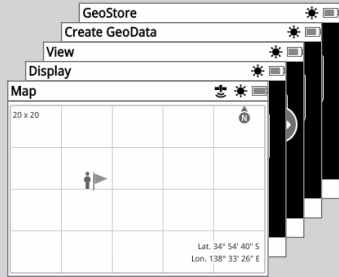 GeoStore
Create GeoData
View
Display
Map
20 x 20
N
Lat. 34° 54' 40" S
Lon. 138° 33' 26" E